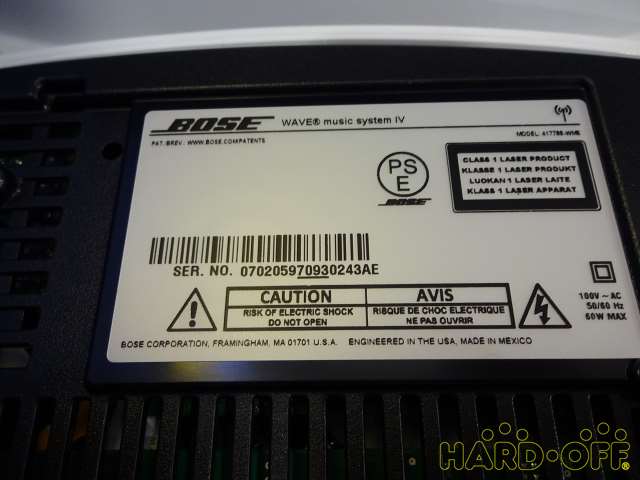 BOSE WAVE® music system IV
PAT./BREV.: WWW.BOSE.COM/PATENTS
MODEL: 417788-WMS
PS
E
BOSE
CLASS 1 LASER PRODUCT
KLASSE 1 LASER PRODUKT
LUOKAN 1 LASER LAITE
KLASS 1 LASER APPARAT
SER. NO. 070205970930243AE
CAUTION
RISK OF ELECTRIC SHOCK
DO NOT OPEN
AVIS
RISQUE DE CHOC ELECTRIQUE
NE PAS OUVRIR
100V ~ AC
50/60 Hz
60W MAX
BOSE CORPORATION, FRAMINGHAM, MA 01701 U.S.A. ENGINEERED IN THE USA, MADE IN MEXICO
HARD-OFF